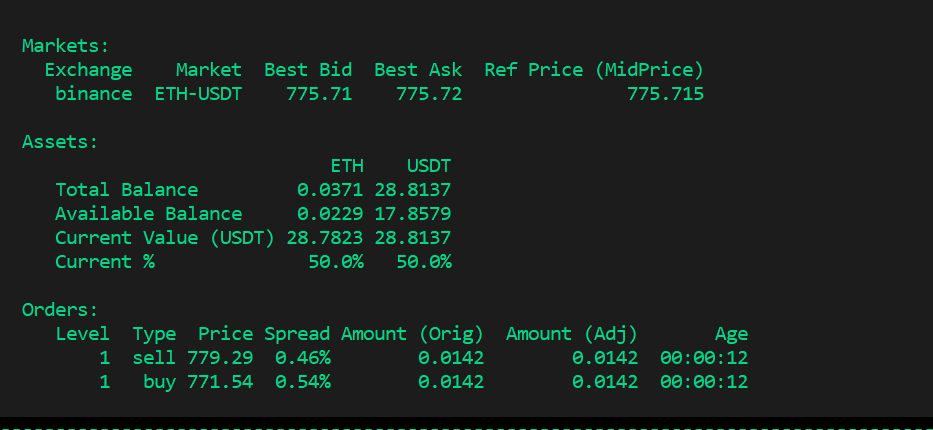 Markets:
Exchange Market Best Bid Best Ask Ref Price (MidPrice)
binance ETH-USDT 775.71 775.72 775.715
Assets:
ETH USDT
Total Balance 0.0371 28.8137
Available Balance 0.0229 17.8579
Current Value (USDT) 28.7823 28.8137
Current % 50.0% 50.0%
Orders:
Level Type Price Spread Amount (Orig) Amount (Adj) Age
1 sell 779.29 0.46% 0.0142 0.0142 00:00:12
1 buy 771.54 0.54% 0.0142 0.0142 00:00:12